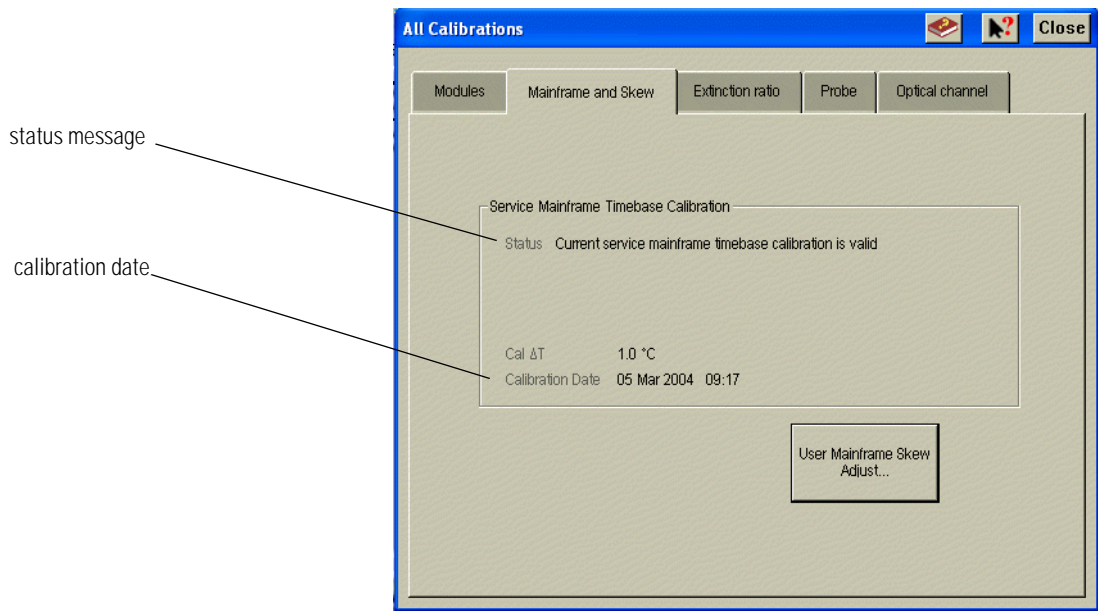 All Calibrations
?
?
Close
Modules
Mainframe and Skew
Extinction ratio
Probe
Optical channel
status message
Service Mainframe Timebase Calibration
Status Current service mainframe timebase calibration is valid
calibration date
Cal ΔT 1.0 °C
Calibration Date 05 Mar 2004 09:17
User Mainframe Skew
Adjust...